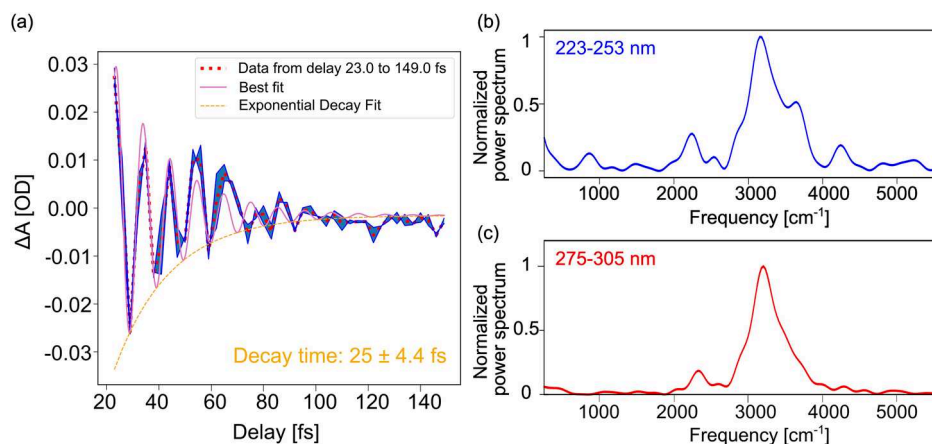 (a)
0.03
0.02
0.01
0.00
-0.01
-0.02
-0.03
ΔA [OD]
Data from delay 23.0 to 149.0 fs
Best fit
Exponential Decay Fit
Decay time: 25 ± 4.4 fs
20 40 60 80 100 120 140
Delay [fs]
(b)
223-253 nm
1
0.5
0
Normalized
power spectrum
1000 2000 3000 4000 5000
Frequency [cm⁻¹]
(c)
275-305 nm
1
0.5
0
Normalized
power spectrum
1000 2000 3000 4000 5000
Frequency [cm⁻¹]